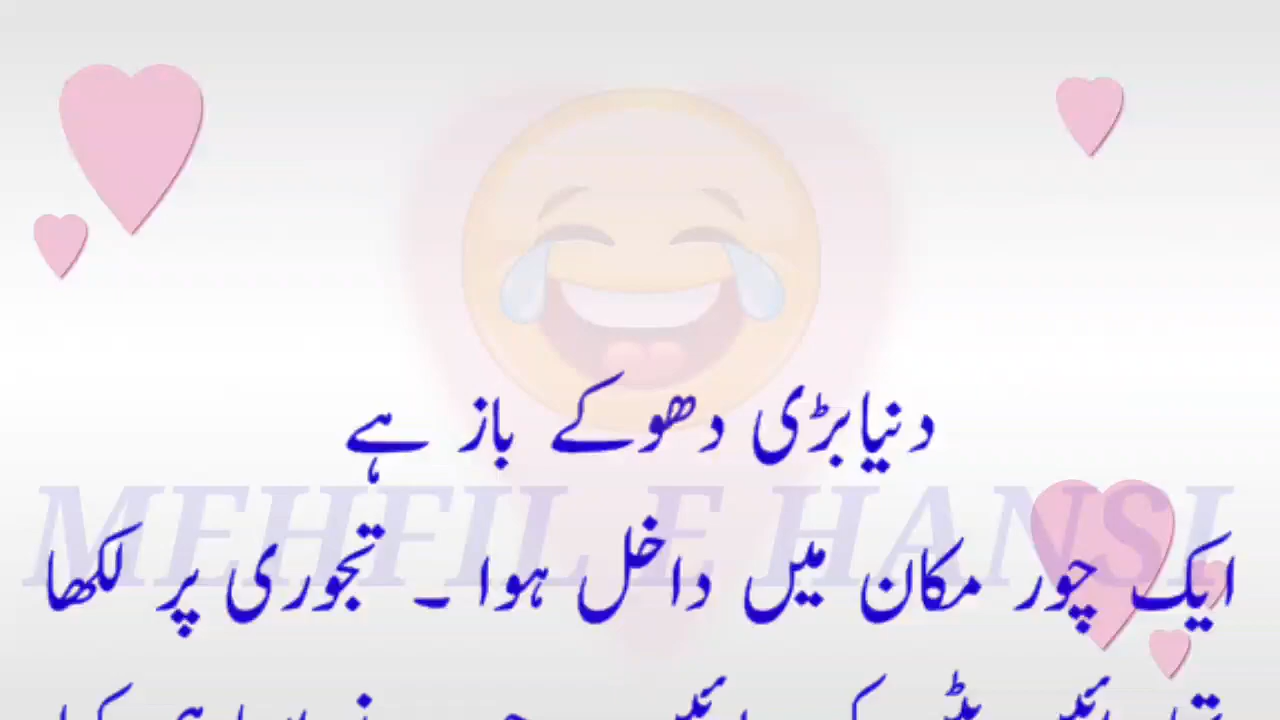 دنیا بڑی دھوکے باز ہے
MEHFIL E HANSI
ایک چور مکان میں داخل ہوا ۔ تجوری پر لکھا